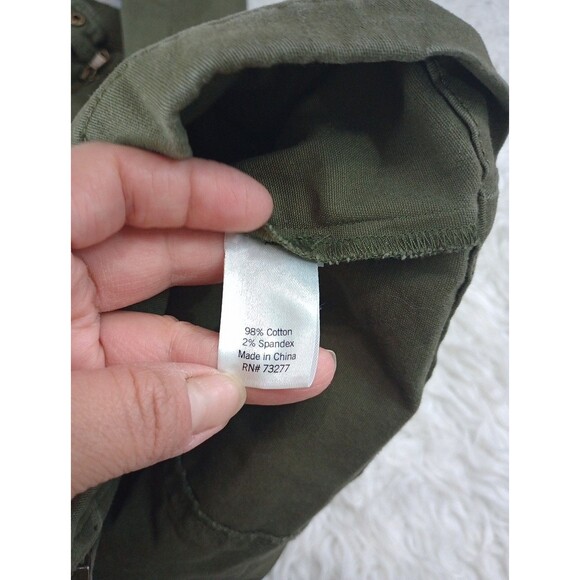 98% Cotton
2% Spandex
Made in China
RN# 73277